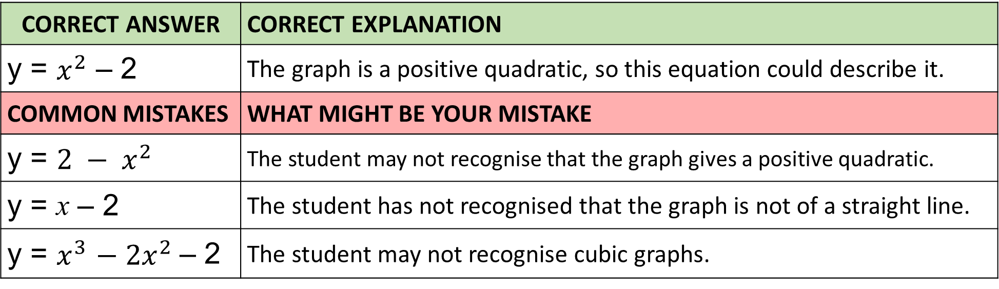 CORRECT ANSWER CORRECT EXPLANATION
y = x² – 2 The graph is a positive quadratic, so this equation could describe it.
COMMON MISTAKES WHAT MIGHT BE YOUR MISTAKE
y = 2 − x² The student may not recognise that the graph gives a positive quadratic.
y = x – 2 The student has not recognised that the graph is not of a straight line.
y = x³ − 2x² – 2 The student may not recognise cubic graphs.